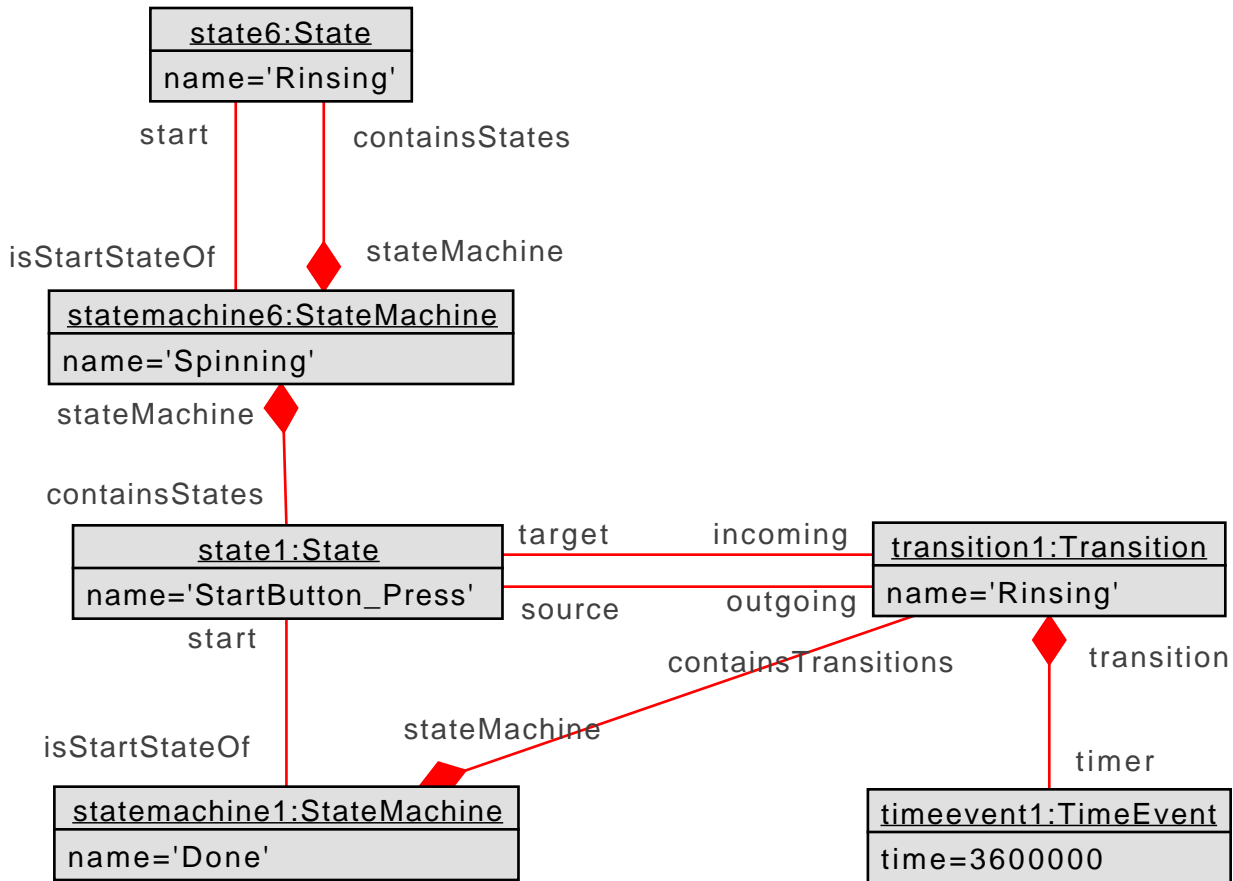 state6:State
name='Rinsing'
start
containsStates
isStartStateOf
stateMachine
statemachine6:StateMachine
name='Spinning'
stateMachine
containsStates
state1:State
name='StartButton_Press'
target
incoming
source
outgoing
transition1:Transition
name='Rinsing'
start
containsTransitions
transition
isStartStateOf
stateMachine
timer
statemachine1:StateMachine
name='Done'
timeevent1:TimeEvent
time=3600000